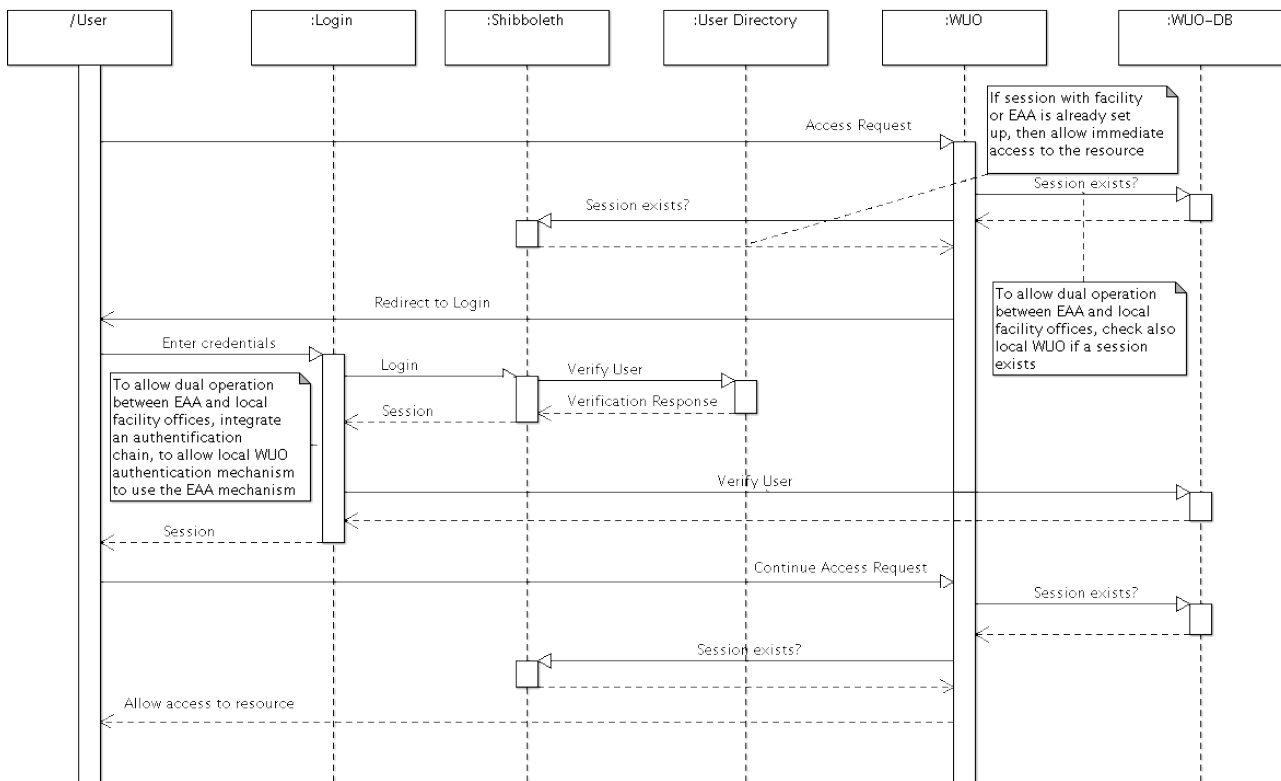 /User
:Login
:Shibboleth
:User Directory
:WUO
:WUO-DB
If session with facility
or EAA is already set
up, then allow immediate
access to the resource
Access Request
Session exists?
Session exists?
To allow dual operation
between EAA and local
facility offices, check also
local WUO if a session
exists
Redirect to Login
Enter credentials
Login
Verify User
Verification Response
Session
To allow dual operation
between EAA and local
facility offices, integrate
an authentification
chain, to allow local WUO
authentication mechanism
to use the EAA mechanism
Verify User
Session
Continue Access Request
Session exists?
Session exists?
Allow access to resource